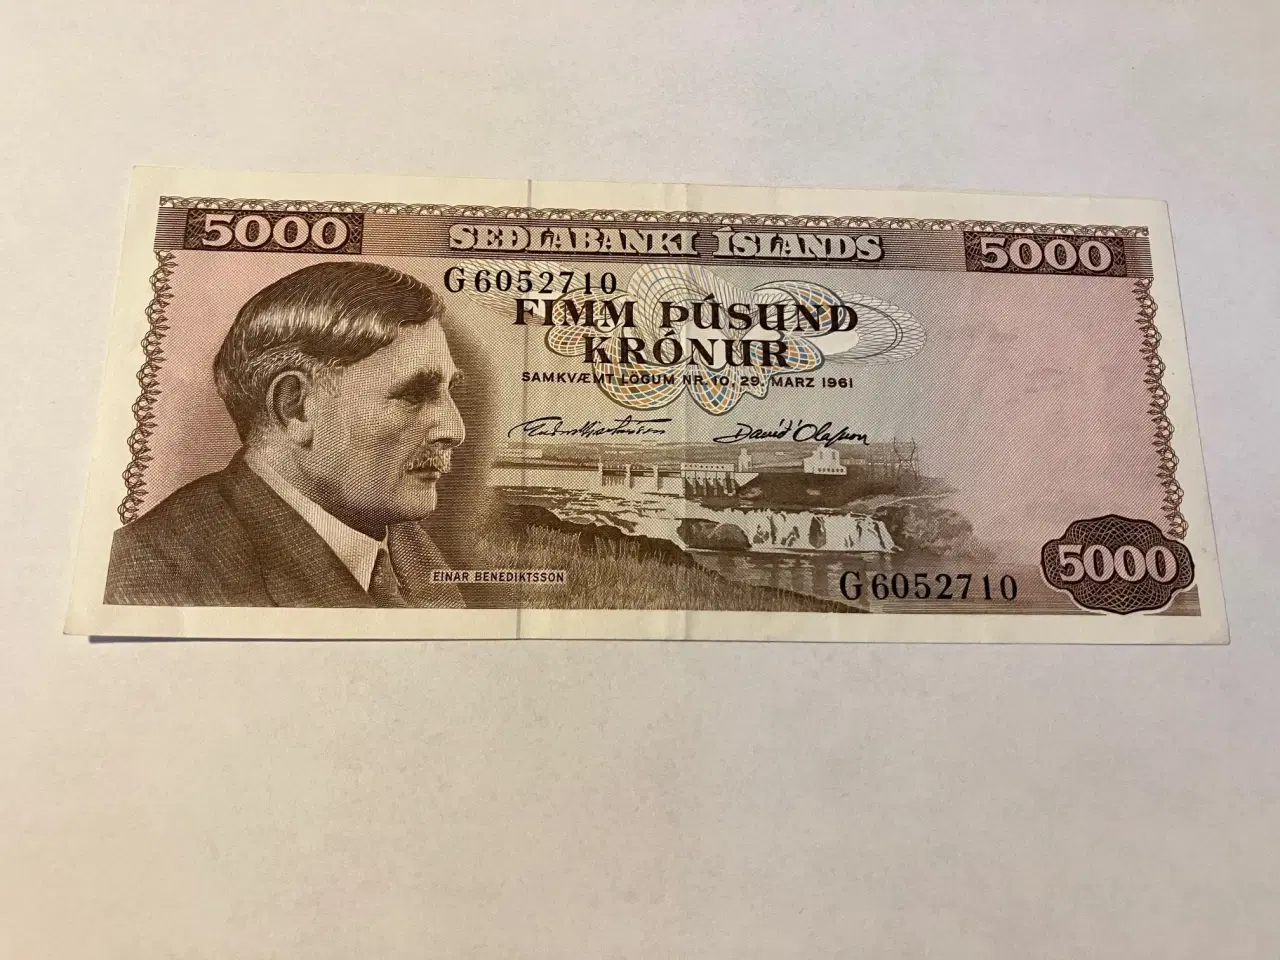 5000 SEÐLABANKI ÍSLANDS 5000
G6052710
FIMM ÞÚSUND
KRÓNUR
SAMKVÆMT LÖGUM NR. 10, 29. MARZ 1961
Davíð Ólafsson
EINAR BENEDIKTSSON
G6052710
5000